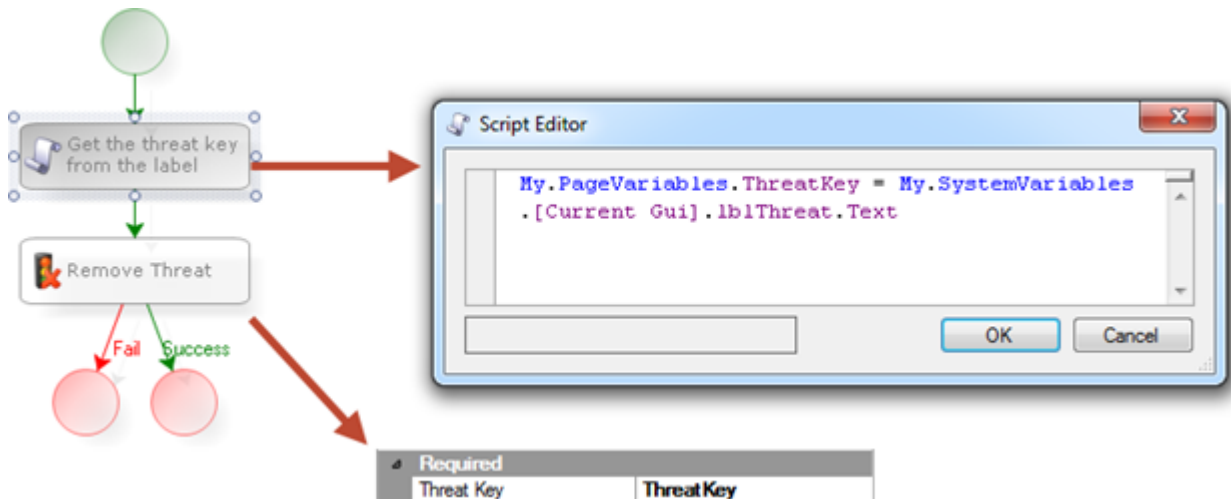 Get the threat key
from the label
Remove Threat
Fail
Success
Script Editor
My.PageVariables.ThreatKey = My.SystemVariables
.[Current Gui].lblThreat.Text
OK
Cancel
Required
Threat Key ThreatKey